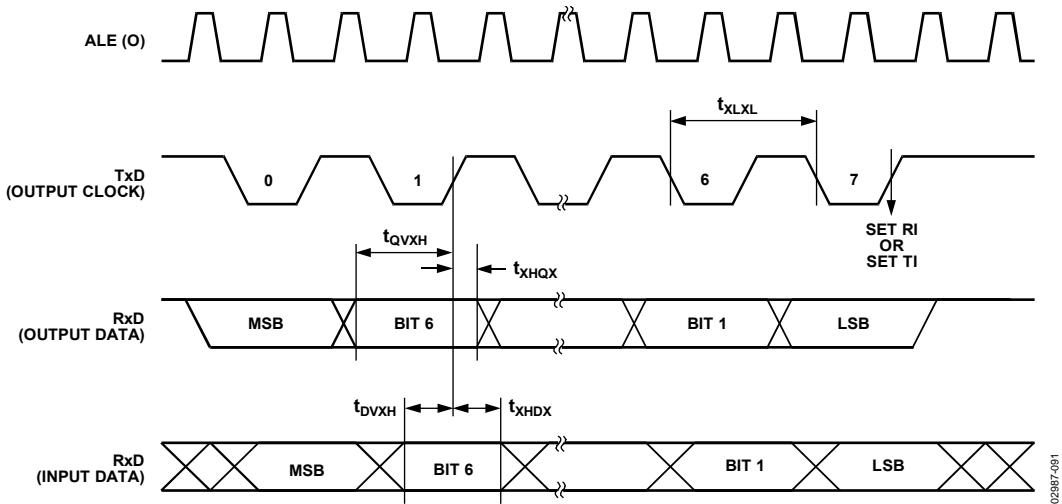 ALE (O)
tXLXL
TxD
(OUTPUT CLOCK)
0
1
6
7
SET RI
OR
SET TI
tQVXH
tXHQX
RxD
(OUTPUT DATA)
MSB
BIT 6
BIT 1
LSB
tDVXH
tXHDX
RxD
(INPUT DATA)
MSB
BIT 6
BIT 1
LSB
02987-091